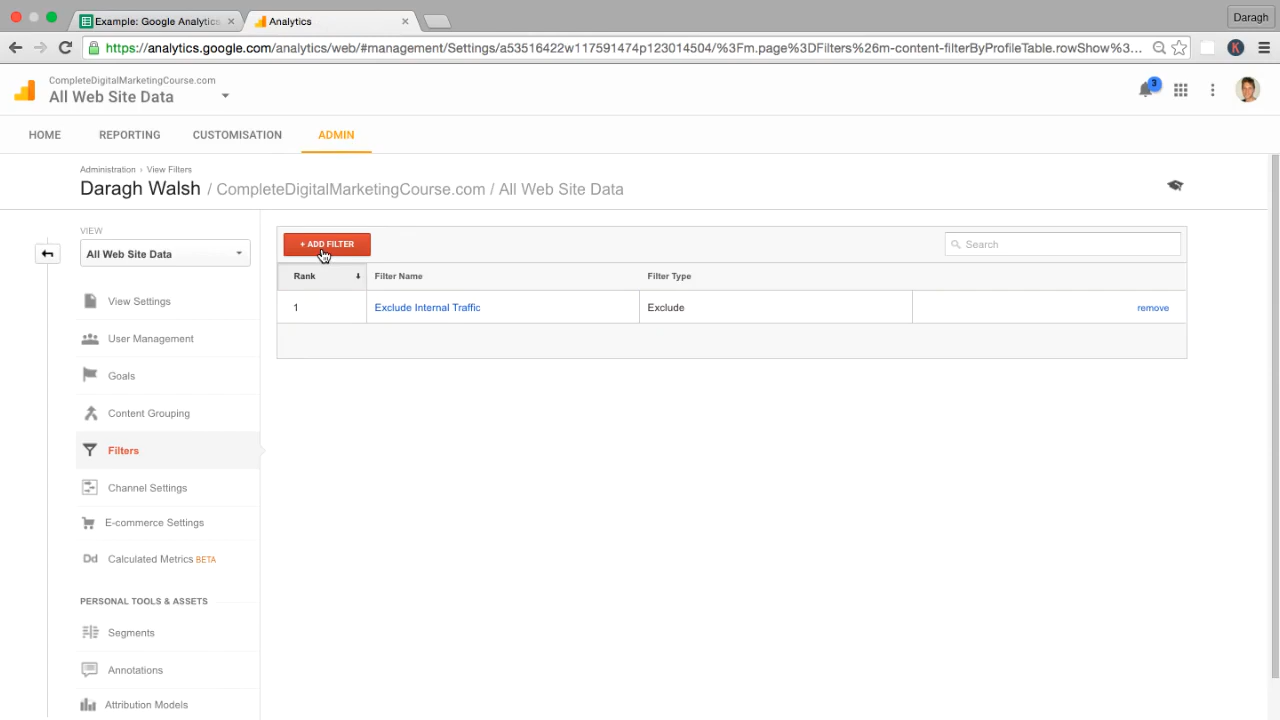 Example: Google Analytics
Analytics
Daragh
https://analytics.google.com/analytics/web/#management/Settings/a53516422w117591474p123014504/%3Fm.page%3DFilters%26m-content-filterByProfileTable.rowShow%3...
CompleteDigitalMarketingCourse.com
All Web Site Data
3
HOME REPORTING CUSTOMISATION ADMIN
Administration › View Filters
Daragh Walsh / CompleteDigitalMarketingCourse.com / All Web Site Data
VIEW
All Web Site Data
+ ADD FILTER
Search
Rank Filter Name Filter Type
1 Exclude Internal Traffic Exclude remove
View Settings
User Management
Goals
Content Grouping
Filters
Channel Settings
E-commerce Settings
Dd Calculated Metrics BETA
PERSONAL TOOLS & ASSETS
Segments
Annotations
Attribution Models